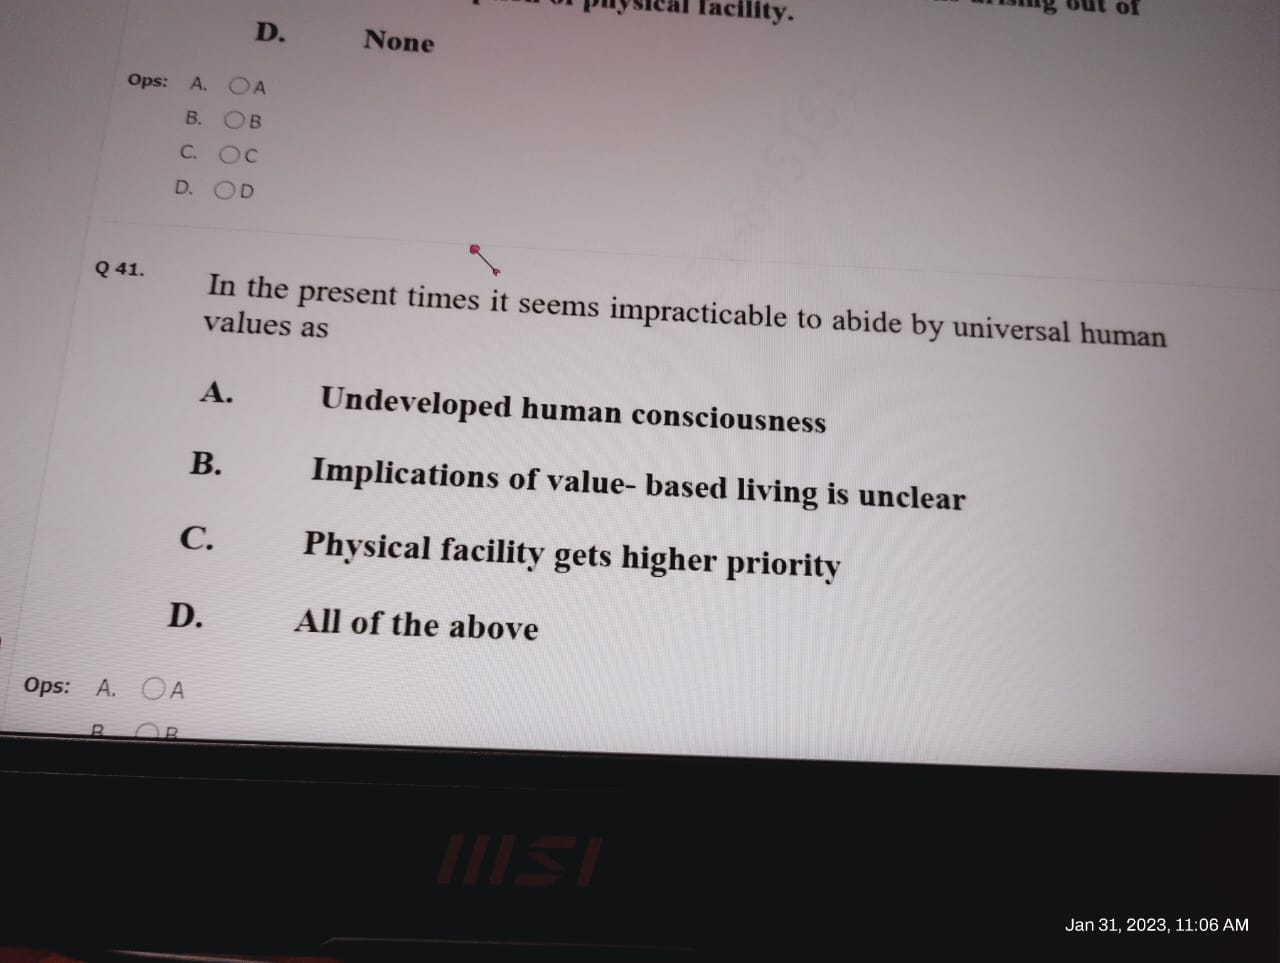 physical facility.
out of
D. None
Ops: A. A
B. B
C. C
D. D
Q 41. In the present times it seems impracticable to abide by universal human
values as
A. Undeveloped human consciousness
B. Implications of value- based living is unclear
C. Physical facility gets higher priority
D. All of the above
Ops: A. A
B B
msi
Jan 31, 2023, 11:06 AM